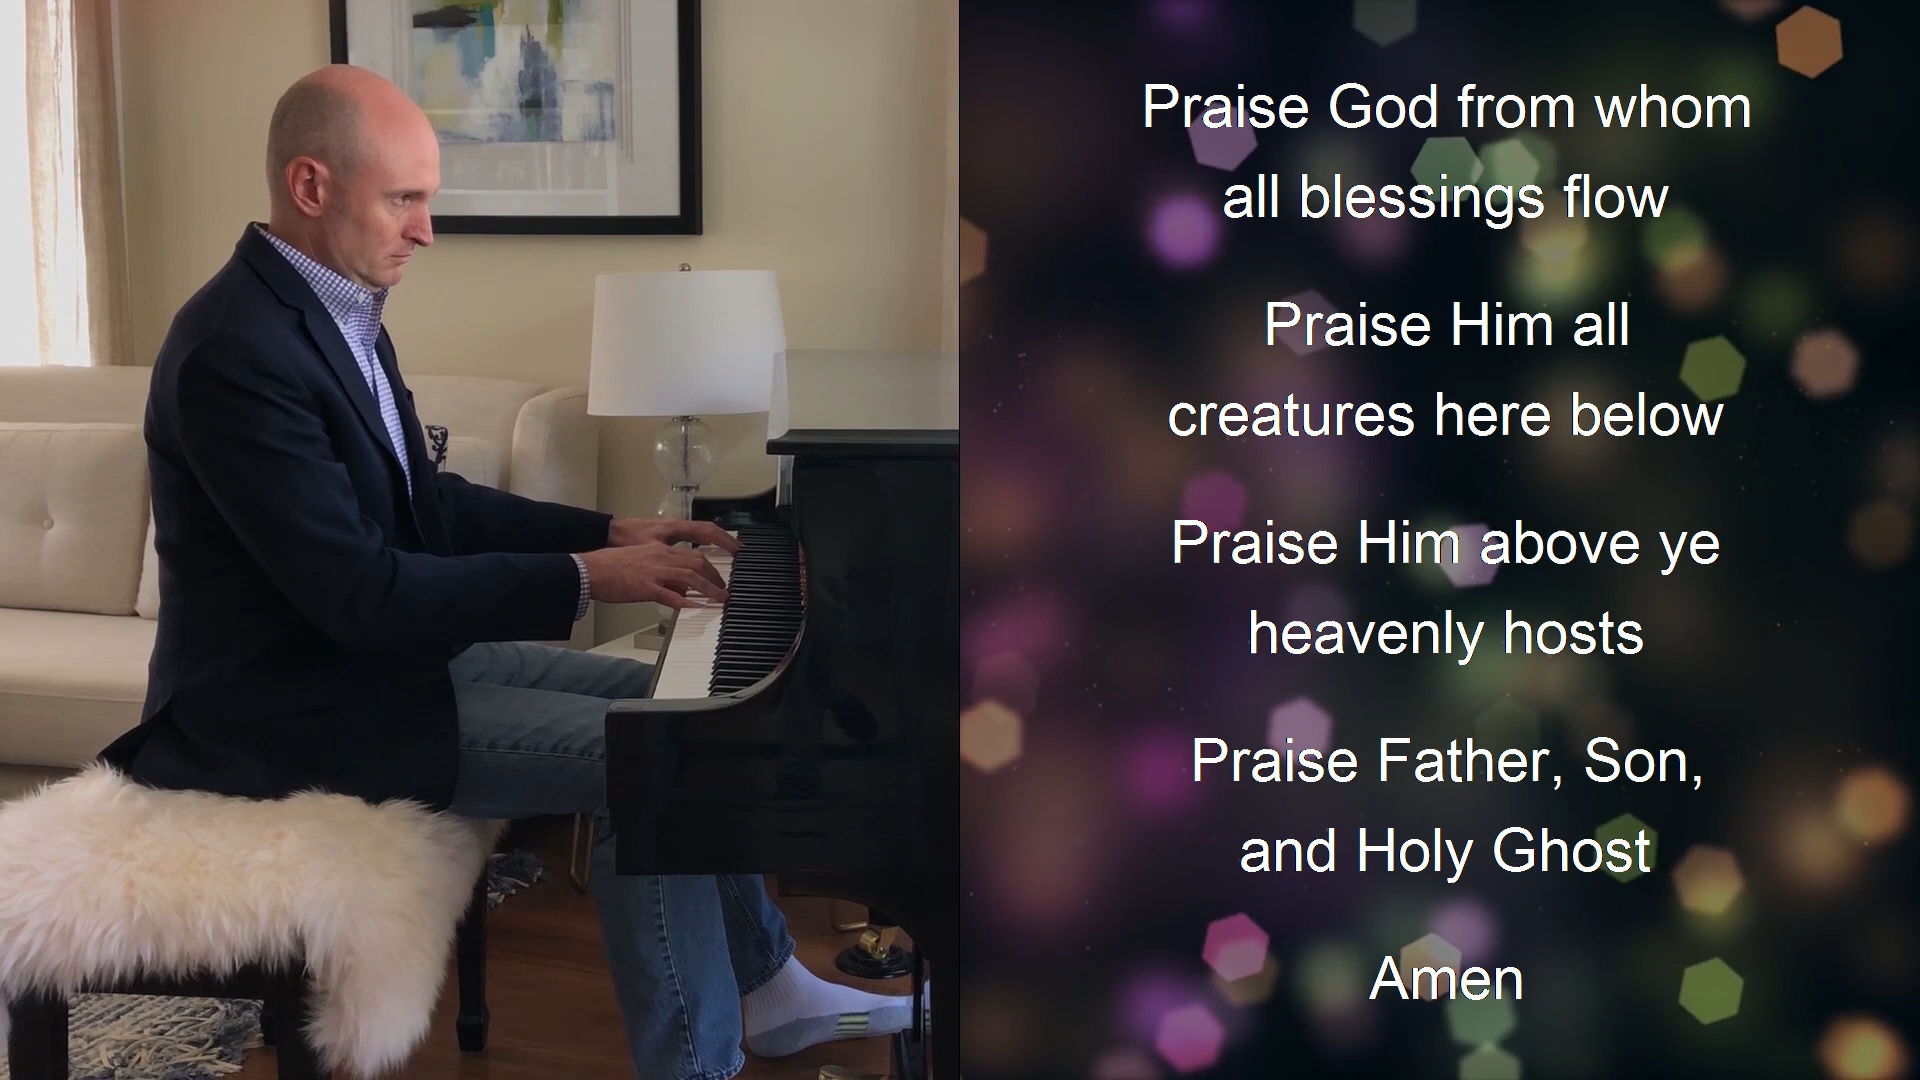 Praise God from whom
all blessings flow
Praise Him all
creatures here below
Praise Him above ye
heavenly hosts
Praise Father, Son,
and Holy Ghost
Amen